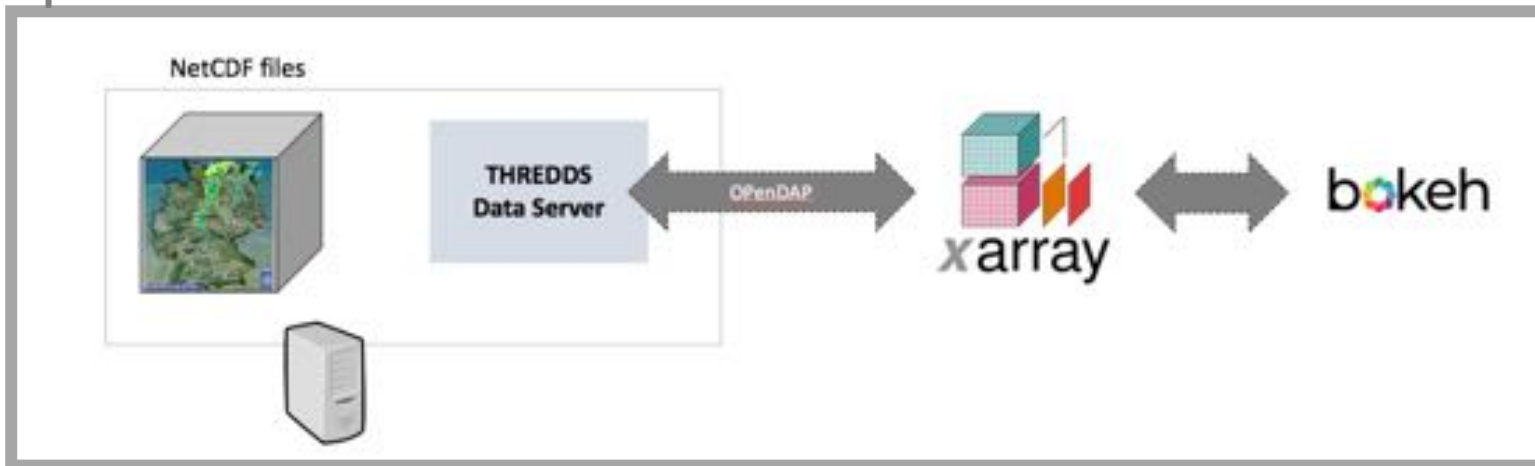 NetCDF files
THREDDS
Data Server
OPenDAP
xarray
bokeh